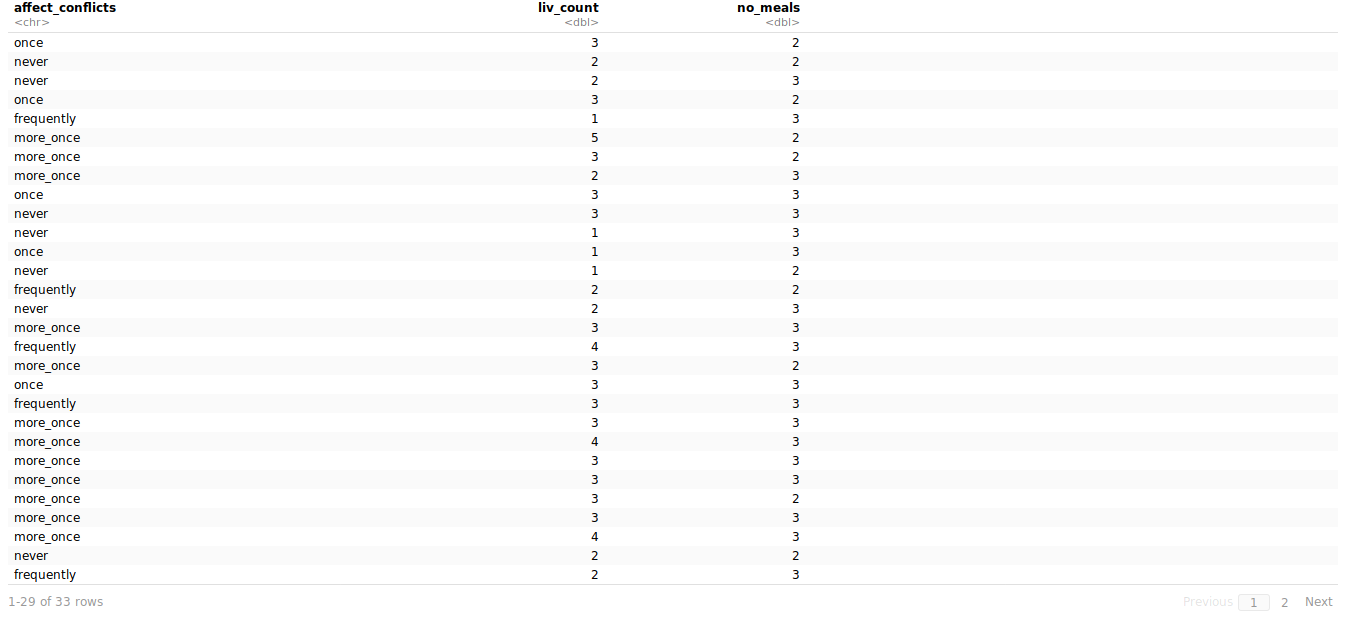 affect_conflicts liv_count no_meals
<chr> <dbl> <dbl>
once 3 2
never 2 2
never 2 3
once 3 2
frequently 1 3
more_once 5 2
more_once 3 2
more_once 2 3
once 3 3
never 3 3
never 1 3
once 1 3
never 1 2
frequently 2 2
never 2 3
more_once 3 3
frequently 4 3
more_once 3 2
once 3 3
frequently 3 3
more_once 3 3
more_once 4 3
more_once 3 3
more_once 3 3
more_once 3 2
more_once 3 3
more_once 4 3
never 2 2
frequently 2 3
1-29 of 33 rows Previous 1 2 Next